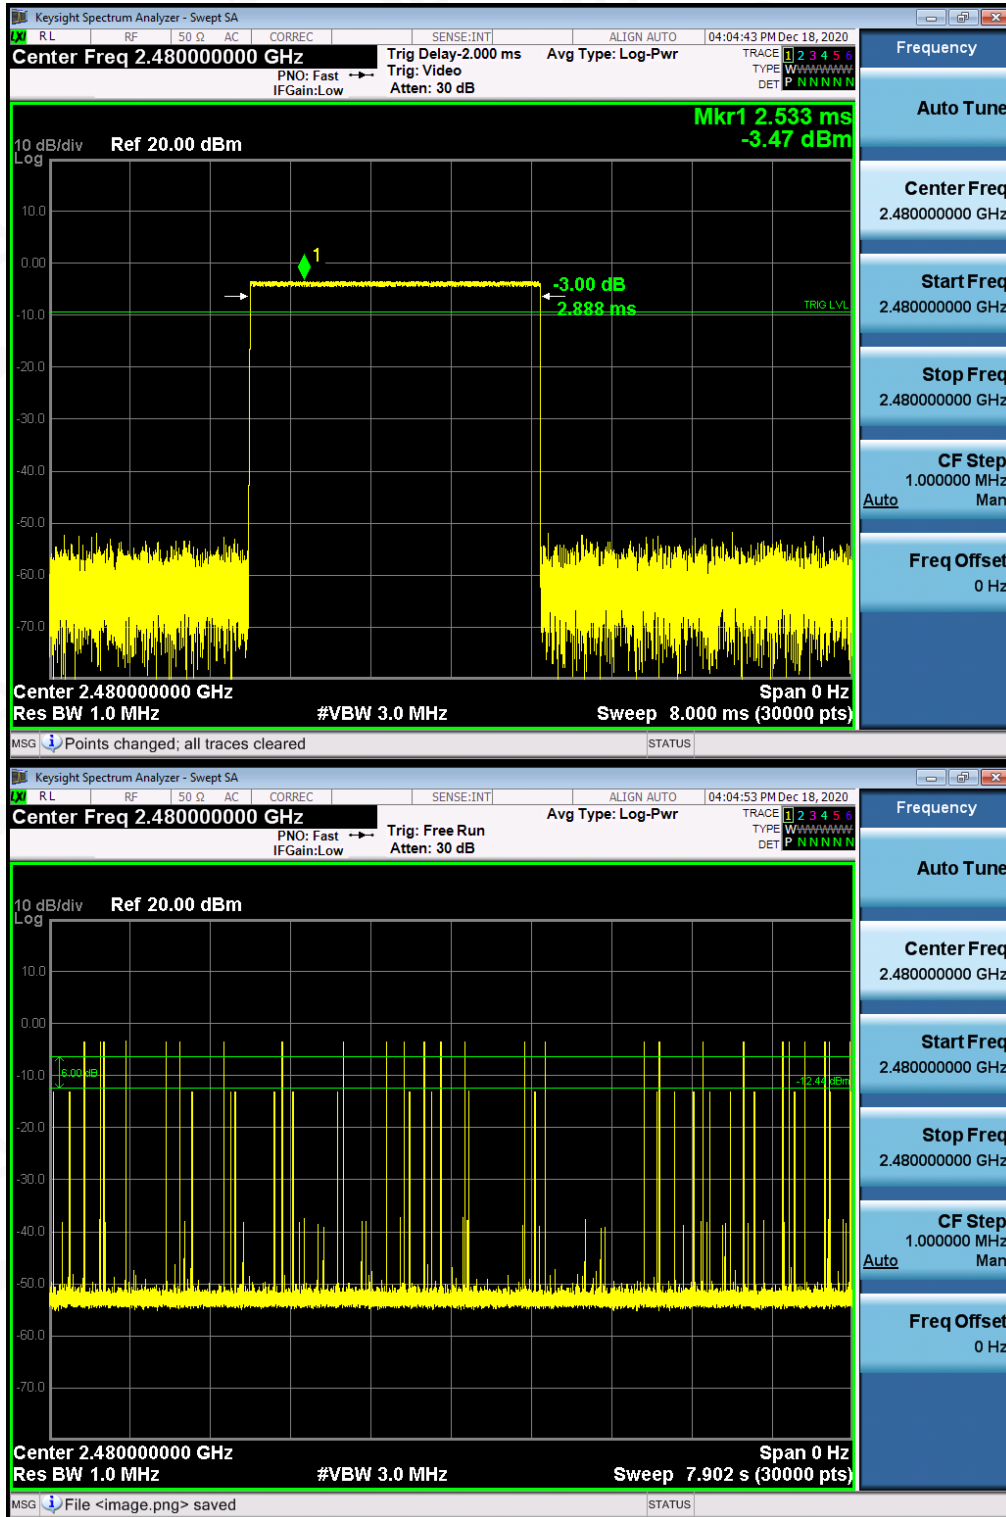 Keysight Spectrum Analyzer - Swept SA
LXI RL RF 50 Ω AC CORREC SENSE:INT ALIGN AUTO 04:04:43 PM Dec 18, 2020
Center Freq 2.480000000 GHz
PNO: Fast
IFGain:Low
Trig Delay-2.000 ms
Trig: Video
Atten: 30 dB
Avg Type: Log-Pwr
TRACE 1 2 3 4 5 6
TYPE WWWWWW
DET P N N N N N
Frequency
Auto Tune
Center Freq
2.480000000 GHz
Start Freq
2.480000000 GHz
Stop Freq
2.480000000 GHz
CF Step
1.000000 MHz
Auto Man
Freq Offset
0 Hz
Mkr1 2.533 ms
-3.47 dBm
10 dB/div Ref 20.00 dBm
Log
10.0
0.00
-10.0
-20.0
-30.0
-40.0
-50.0
-60.0
-70.0
1
-3.00 dB
2.888 ms
TRIG LVL
Center 2.480000000 GHz Span 0 Hz
Res BW 1.0 MHz #VBW 3.0 MHz Sweep 8.000 ms (30000 pts)
MSG Points changed; all traces cleared STATUS
Keysight Spectrum Analyzer - Swept SA
LXI RL RF 50 Ω AC CORREC SENSE:INT ALIGN AUTO 04:04:53 PM Dec 18, 2020
Center Freq 2.480000000 GHz
PNO: Fast
IFGain:Low
Trig: Free Run
Atten: 30 dB
Avg Type: Log-Pwr
TRACE 1 2 3 4 5 6
TYPE WWWWWW
DET P N N N N N
Frequency
Auto Tune
Center Freq
2.480000000 GHz
Start Freq
2.480000000 GHz
Stop Freq
2.480000000 GHz
CF Step
1.000000 MHz
Auto Man
Freq Offset
0 Hz
10 dB/div Ref 20.00 dBm
Log
10.0
0.00
-10.0
-20.0
-30.0
-40.0
-50.0
-60.0
-70.0
6.00 dB
-12.44 dBm
Center 2.480000000 GHz Span 0 Hz
Res BW 1.0 MHz #VBW 3.0 MHz Sweep 7.902 s (30000 pts)
MSG File <image.png> saved STATUS